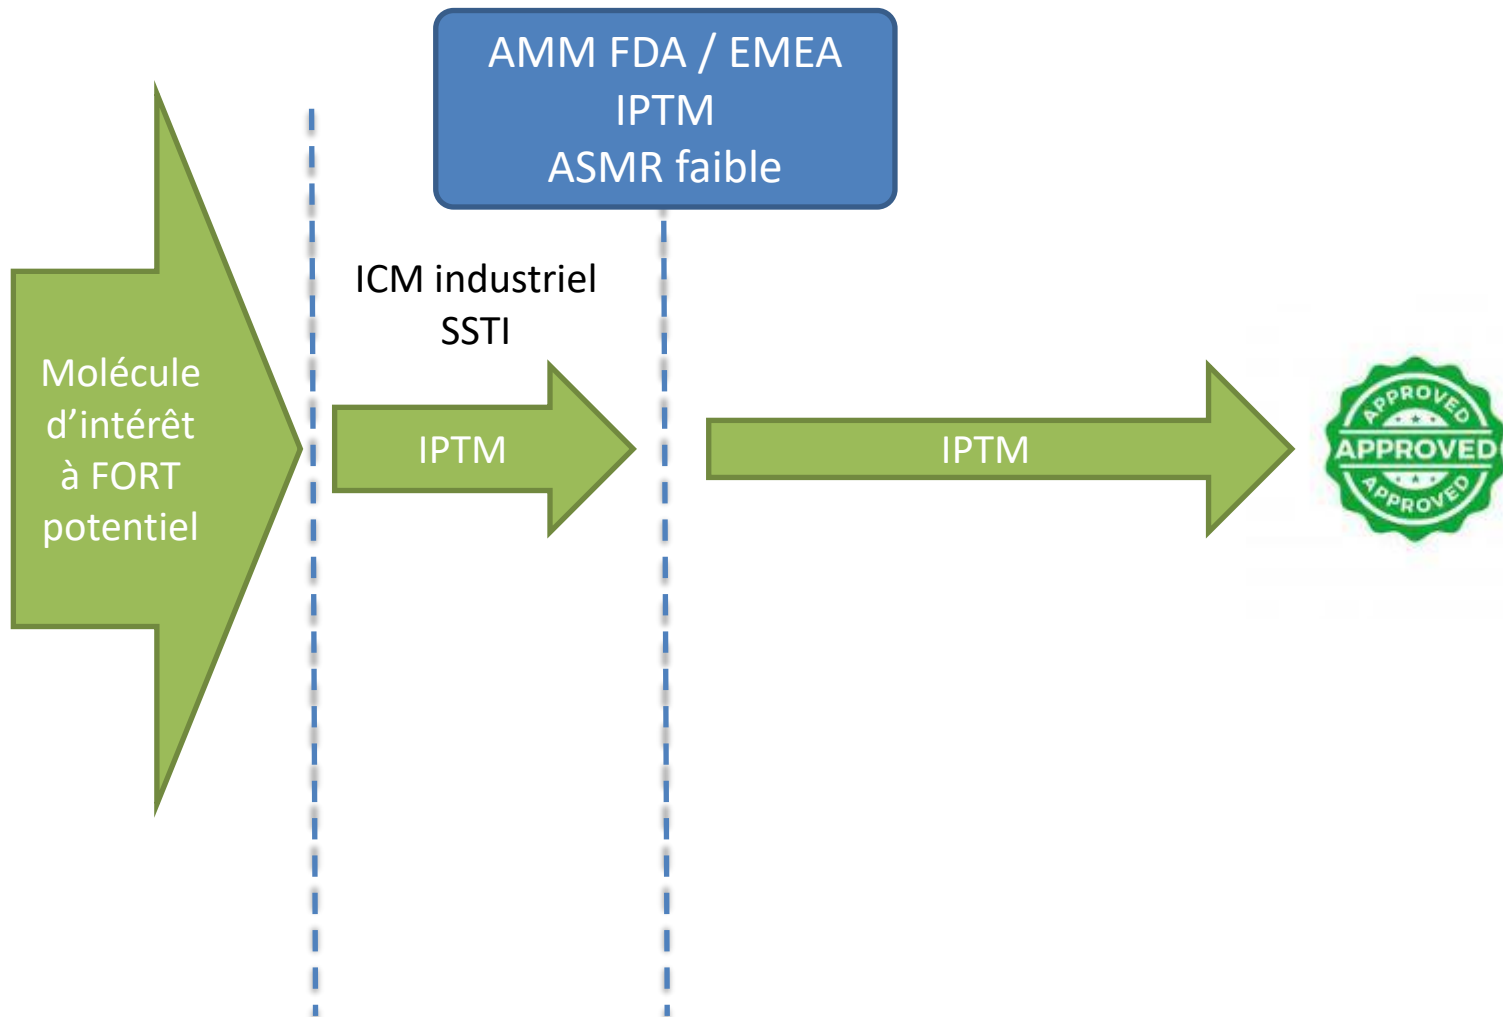 AMM FDA / EMEA
IPTM
ASMR faible
ICM industriel
SSTI
Molécule
d’intérêt
à FORT
potentiel
IPTM
IPTM
APPROVED
APPROVED
APPROVED